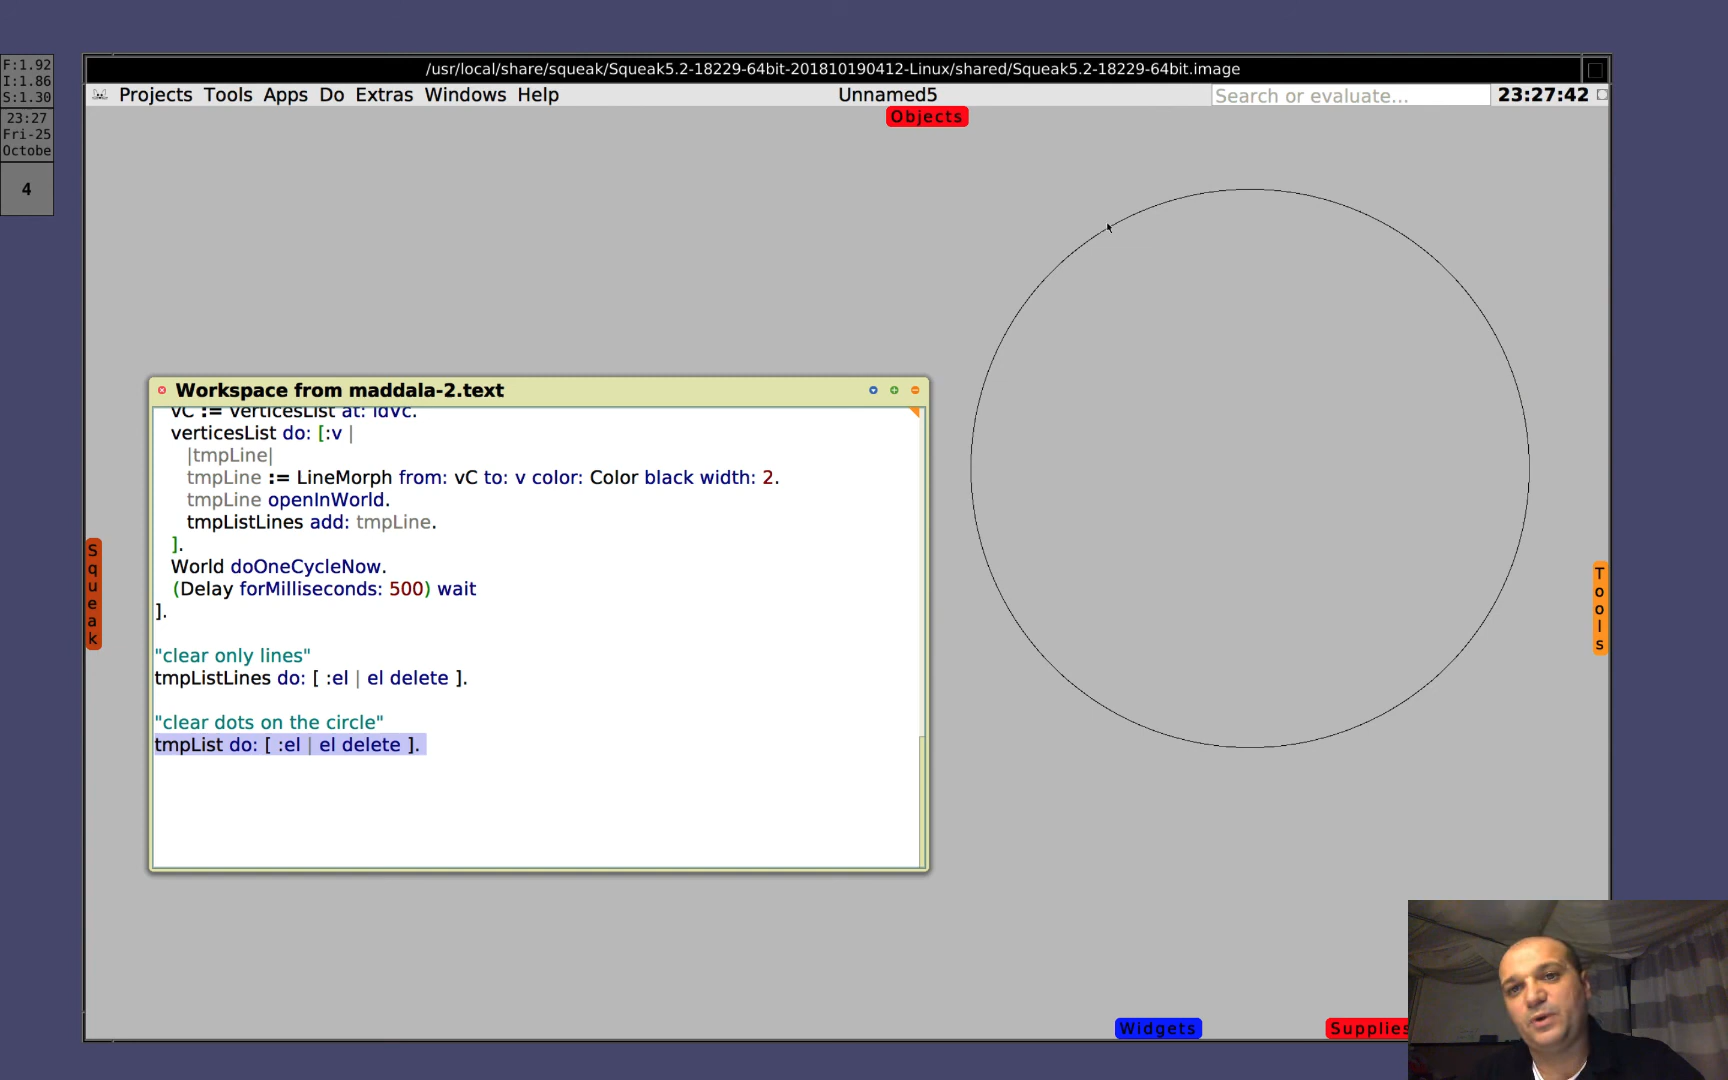 F:1.92
I:1.86
S:1.30
23:27
Fri-25
Octobe
4
/usr/local/share/squeak/Squeak5.2-18229-64bit-201810190412-Linux/shared/Squeak5.2-18229-64bit.image
Projects Tools Apps Do Extras Windows Help
Unnamed5
Search or evaluate...
23:27:42
Objects
Workspace from maddala-2.text
vC := verticesList at: idVc.
verticesList do: [:v |
|tmpLine|
tmpLine := LineMorph from: vC to: v color: Color black width: 2.
tmpLine openInWorld.
tmpListLines add: tmpLine.
].
World doOneCycleNow.
(Delay forMilliseconds: 500) wait
].
"clear only lines"
tmpListLines do: [ :el | el delete ].
"clear dots on the circle"
tmpList do: [ :el | el delete ].
Squeak
Tools
Widgets
Supplies